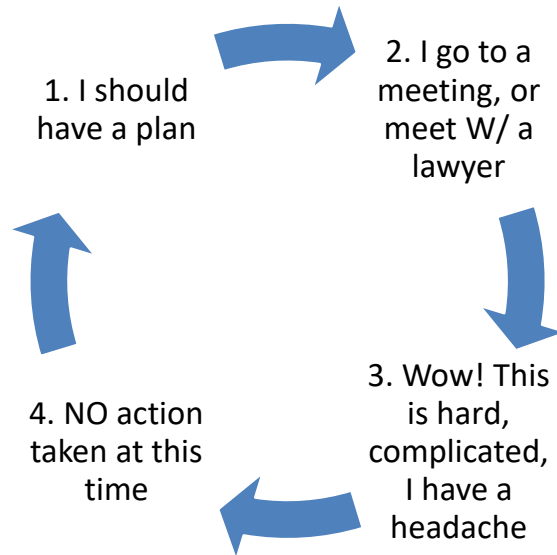 1. I should
have a plan
2. I go to a
meeting, or
meet W/ a
lawyer
3. Wow! This
is hard,
complicated,
I have a
headache
4. NO action
taken at this
time